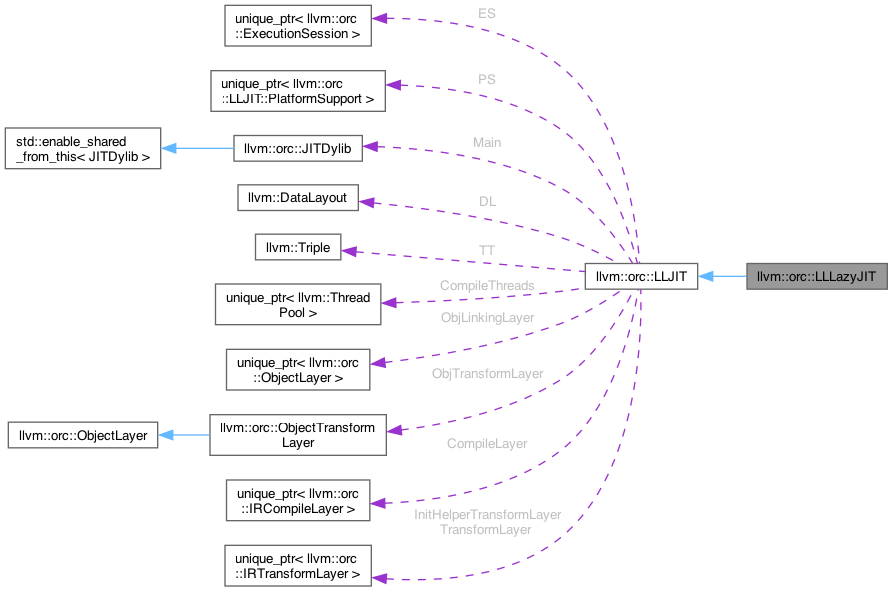 unique_ptr< llvm::orc
::ExecutionSession >
ES
unique_ptr< llvm::orc
::LLJIT::PlatformSupport >
PS
std::enable_shared
_from_this< JITDylib >
llvm::orc::JITDylib
Main
llvm::DataLayout
DL
llvm::Triple
TT
llvm::orc::LLJIT
llvm::orc::LLLazyJIT
unique_ptr< llvm::Thread
Pool >
CompileThreads
ObjLinkingLayer
unique_ptr< llvm::orc
::ObjectLayer >
ObjTransformLayer
llvm::orc::ObjectLayer
llvm::orc::ObjectTransform
Layer
CompileLayer
unique_ptr< llvm::orc
::IRCompileLayer >
InitHelperTransformLayer
TransformLayer
unique_ptr< llvm::orc
::IRTransformLayer >